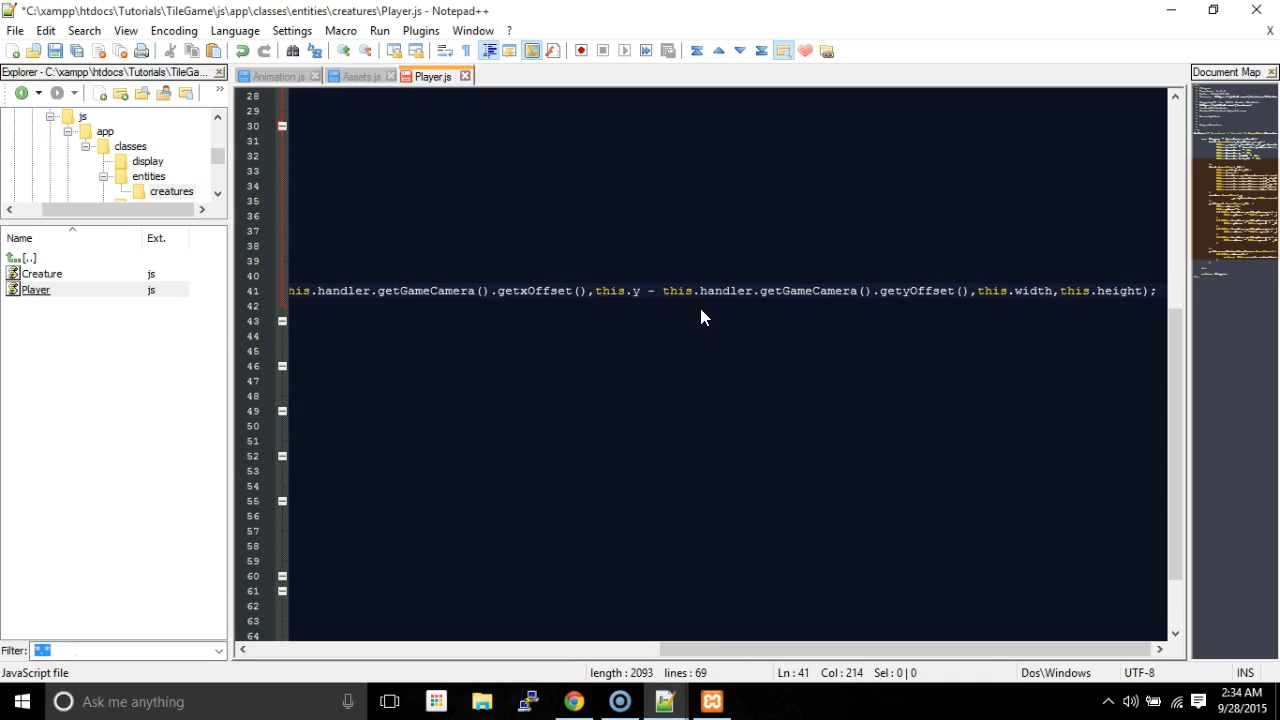 *C:\xampp\htdocs\Tutorials\TileGame\js\app\classes\entities\creatures\Player.js - Notepad++
File Edit Search View Encoding Language Settings Macro Run Plugins Window ? X
Explorer - C:\xampp\htdocs\Tutorials\TileGa...
Animation.js Assets.js Player.js
Document Map
js
app
classes
display
entities
creatures
Name Ext.
[..]
Creature js
Player js
Filter: *.*
28
29
30
31
32
33
34
35
36
37
38
39
40
41 his.handler.getGameCamera().getxOffset(),this.y - this.handler.getGameCamera().getyOffset(),this.width,this.height);
42
43
44
45
46
47
48
49
50
51
52
53
54
55
56
57
58
59
60
61
62
63
64
JavaScript file length : 2093 lines : 69 Ln : 41 Col : 214 Sel : 0 | 0 Dos\Windows UTF-8 INS
Ask me anything
2:34 AM
9/28/2015